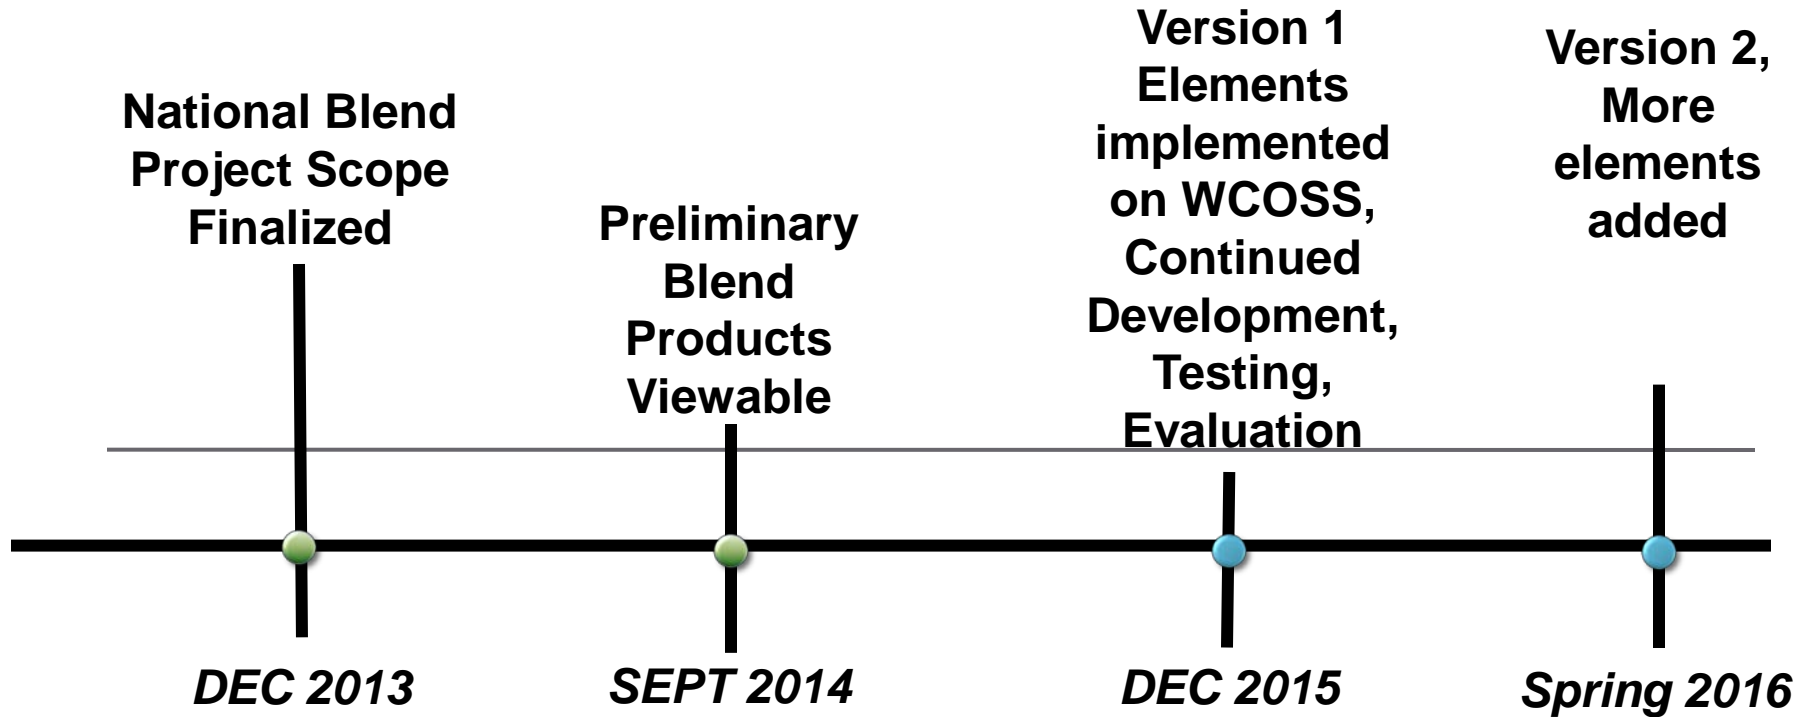 National Blend
Project Scope
Finalized
Preliminary
Blend
Products
Viewable
Version 1
Elements
implemented
on WCOSS,
Continued
Development,
Testing,
Evaluation
Version 2,
More
elements
added
DEC 2013
SEPT 2014
DEC 2015
Spring 2016